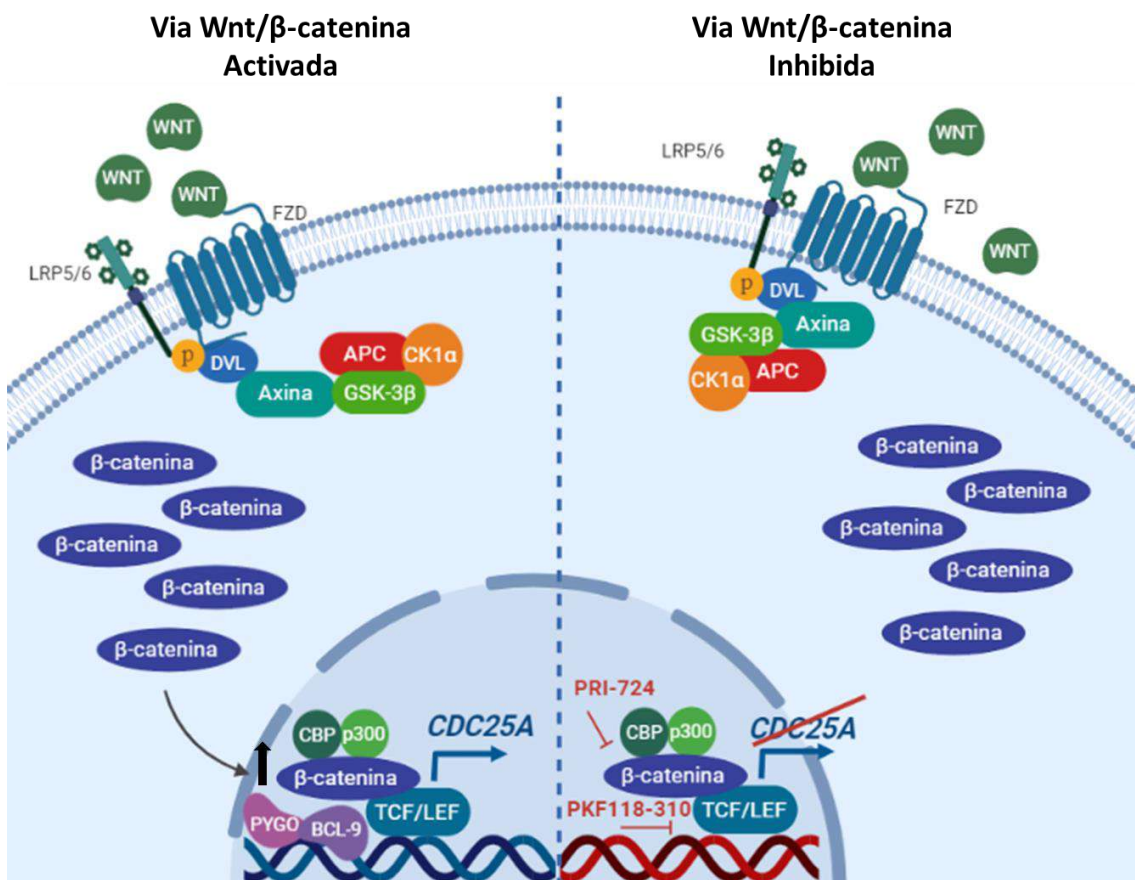 Via Wnt/β-catenina
Activada
Via Wnt/β-catenina
Inhibida
WNT
WNT
WNT
FZD
LRP5/6
p
DVL
Axina
APC
CK1α
GSK-3β
β-catenina
β-catenina
β-catenina
β-catenina
β-catenina
CBP
p300
CDC25A
β-catenina
PYGO
BCL-9
TCF/LEF
LRP5/6
WNT
WNT
FZD
WNT
p
DVL
Axina
GSK-3β
CK1α
APC
β-catenina
β-catenina
β-catenina
β-catenina
β-catenina
PRI-724
CBP
p300
CDC25A
β-catenina
PKF118-310
TCF/LEF